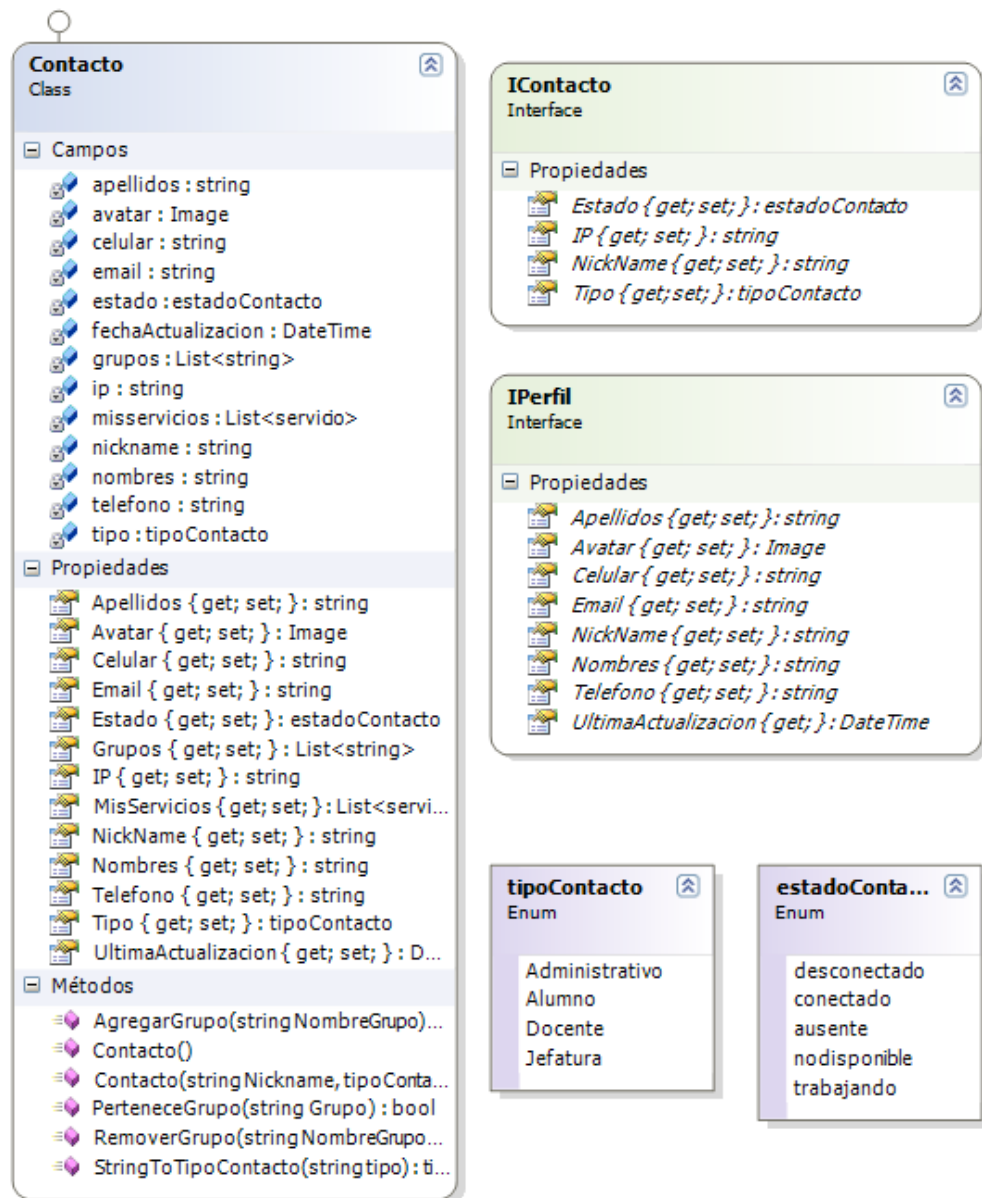 Contacto
Class
Campos
apellidos : string
avatar : Image
celular : string
email : string
estado : estadoContacto
fechaActualizacion : DateTime
grupos : List<string>
ip : string
misservicios : List<servicio>
nickname : string
nombres : string
telefono : string
tipo : tipoContacto
Propiedades
Apellidos { get; set; } : string
Avatar { get; set; } : Image
Celular { get; set; } : string
Email { get; set; } : string
Estado { get; set; } : estadoContacto
Grupos { get; set; } : List<string>
IP { get; set; } : string
MisServicios { get; set; } : List<servi...
NickName { get; set; } : string
Nombres { get; set; } : string
Telefono { get; set; } : string
Tipo { get; set; } : tipoContacto
UltimaActualizacion { get; set; } : D...
Métodos
AgregarGrupo(string NombreGrupo)...
Contacto()
Contacto(string Nickname, tipoConta...
PerteneceGrupo(string Grupo) : bool
RemoverGrupo(string NombreGrupo...
StringToTipoContacto(string tipo) : ti...
IContacto
Interface
Propiedades
Estado { get; set; } : estadoContacto
IP { get; set; } : string
NickName { get; set; } : string
Tipo { get; set; } : tipoContacto
IPerfil
Interface
Propiedades
Apellidos { get; set; } : string
Avatar { get; set; } : Image
Celular { get; set; } : string
Email { get; set; } : string
NickName { get; set; } : string
Nombres { get; set; } : string
Telefono { get; set; } : string
UltimaActualizacion { get; } : DateTime
tipoContacto
Enum
Administrativo
Alumno
Docente
Jefatura
estadoConta...
Enum
desconectado
conectado
ausente
nodisponible
trabajando